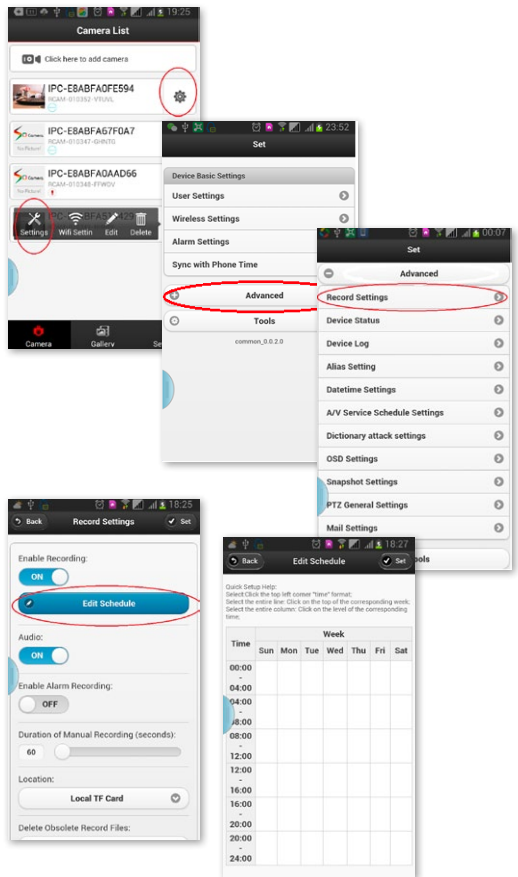 19:25
Camera List
Click here to add camera
IPC-E8ABFA0FE594
RCAM-010352-VTUVL
IPC-E8ABFA67F0A7
RCAM-010347-GHNTG
Camera
No Picture!
IPC-E8ABFA0AAD66
RCAM-010348-FFWGV
Camera
No Picture!
Settings
Wifi Settin
Edit
Delete
Camera
Gallery
Se
23:52
Set
Device Basic Settings
User Settings
Wireless Settings
Alarm Settings
Sync with Phone Time
Advanced
Tools
common_0.0.2.0
00:07
Set
Advanced
Record Settings
Device Status
Device Log
Alias Setting
Datetime Settings
A/V Service Schedule Settings
Dictionary attack settings
OSD Settings
Snapshot Settings
PTZ General Settings
Mail Settings
ools
18:25
Back
Record Settings
Set
Enable Recording:
ON
Edit Schedule
Audio:
ON
Enable Alarm Recording:
OFF
Duration of Manual Recording (seconds):
60
Location:
Local TF Card
Delete Obsolete Record Files:
18:27
Back
Edit Schedule
Set
Quick Setup Help:
Select:Click the top left corner "time" format;
Select the entire line: Click on the top of the corresponding week;
Select the entire column: Click on the level of the corresponding
time;
Time
Week
Sun Mon Tue Wed Thu Fri Sat
00:00
-
04:00
04:00
-
08:00
08:00
-
12:00
12:00
-
16:00
16:00
-
20:00
20:00
-
24:00